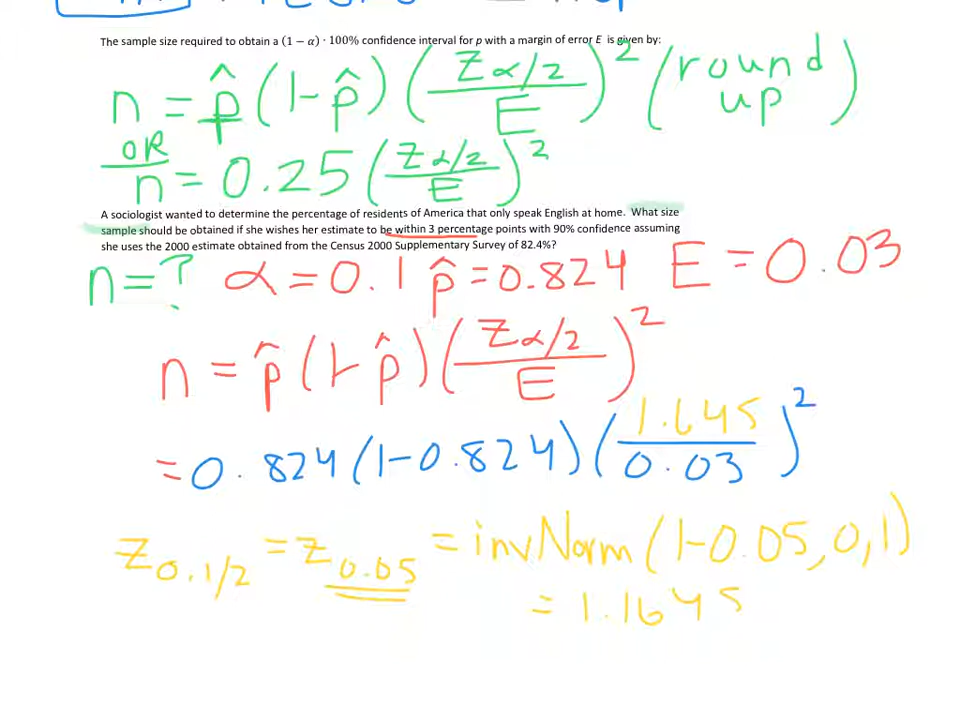 The sample size required to obtain a (1 − α) · 100% confidence interval for p with a margin of error E is given by:
n = p̂(1-p̂)(Zα/2 / E)² (round up)
OR
n = 0.25(Zα/2 / E)²
A sociologist wanted to determine the percentage of residents of America that only speak English at home. What size
sample should be obtained if she wishes her estimate to be within 3 percentage points with 90% confidence assuming
she uses the 2000 estimate obtained from the Census 2000 Supplementary Survey of 82.4%?
n=? α=0.1 p̂=0.824 E=0.03
n = p̂(1-p̂)(Zα/2 / E)²
=0.824(1-0.824)(1.645 / 0.03)²
Z0.1/2 = Z0.05 = invNorm(1-0.05,0,1)
= 1.1645